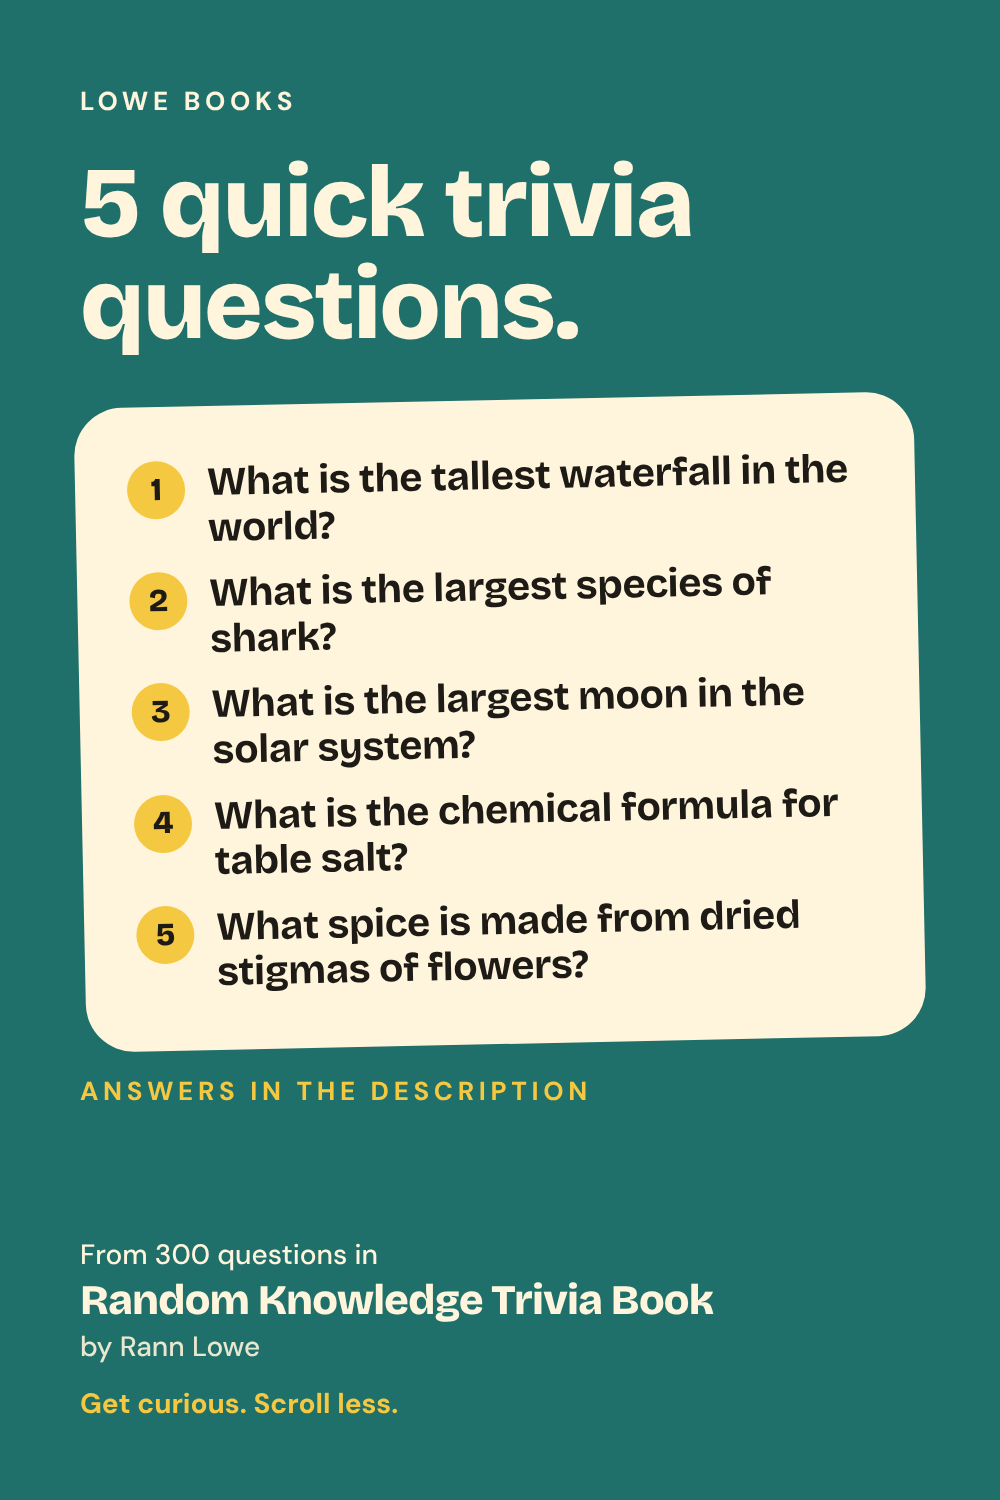 LOWE BOOKS
5 quick trivia
questions.
1 What is the tallest waterfall in the
world?
2 What is the largest species of
shark?
3 What is the largest moon in the
solar system?
4 What is the chemical formula for
table salt?
5 What spice is made from dried
stigmas of flowers?
ANSWERS IN THE DESCRIPTION
From 300 questions in
Random Knowledge Trivia Book
by Rann Lowe
Get curious. Scroll less.